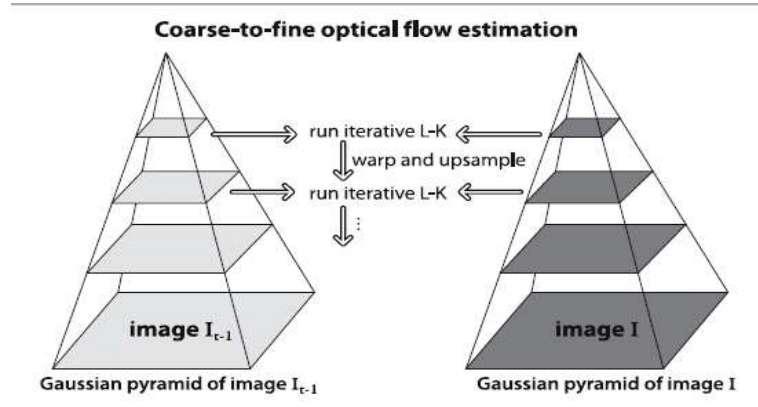 Coarse-to-fine optical flow estimation
run iterative L-K
warp and upsample
run iterative L-K
⋮
image Iₜ₋₁
image I
Gaussian pyramid of image Iₜ₋₁
Gaussian pyramid of image I